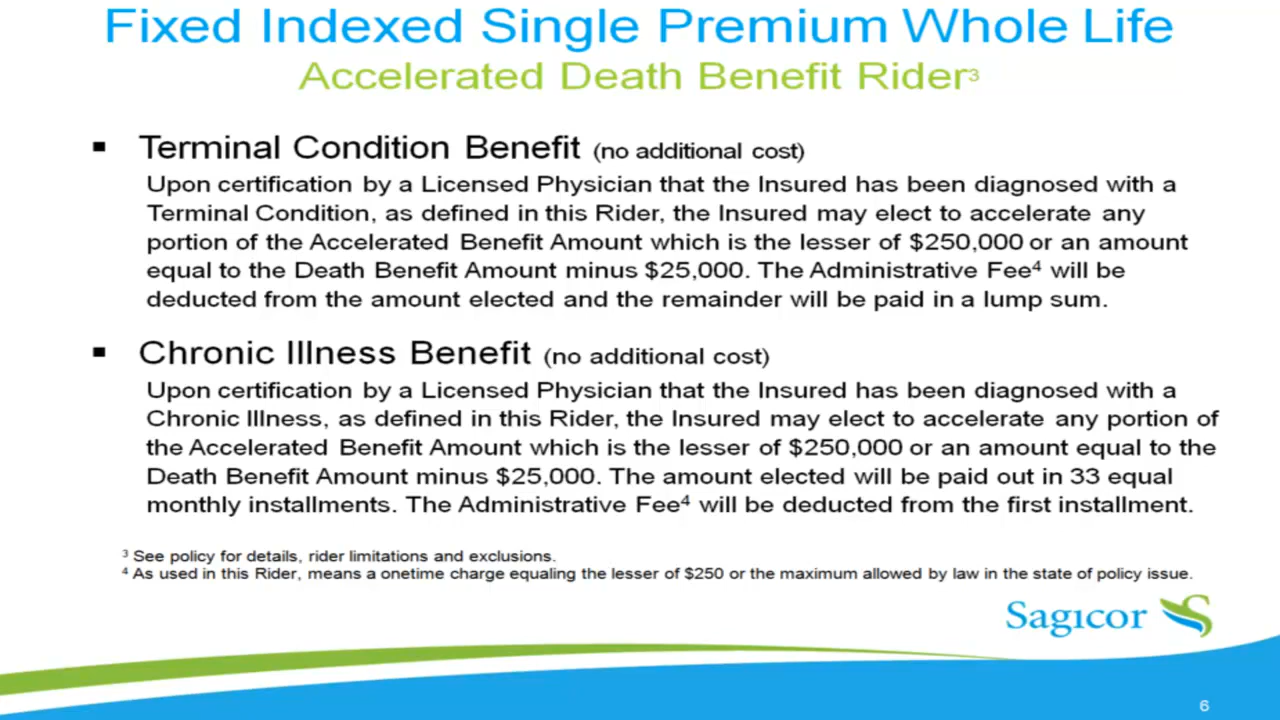 Fixed Indexed Single Premium Whole Life
Accelerated Death Benefit Rider³
▪ Terminal Condition Benefit (no additional cost)
Upon certification by a Licensed Physician that the Insured has been diagnosed with a
Terminal Condition, as defined in this Rider, the Insured may elect to accelerate any
portion of the Accelerated Benefit Amount which is the lesser of $250,000 or an amount
equal to the Death Benefit Amount minus $25,000. The Administrative Fee⁴ will be
deducted from the amount elected and the remainder will be paid in a lump sum.
▪ Chronic Illness Benefit (no additional cost)
Upon certification by a Licensed Physician that the Insured has been diagnosed with a
Chronic Illness, as defined in this Rider, the Insured may elect to accelerate any portion of
the Accelerated Benefit Amount which is the lesser of $250,000 or an amount equal to the
Death Benefit Amount minus $25,000. The amount elected will be paid out in 33 equal
monthly installments. The Administrative Fee⁴ will be deducted from the first installment.
³ See policy for details, rider limitations and exclusions.
⁴ As used in this Rider, means a onetime charge equaling the lesser of $250 or the maximum allowed by law in the state of policy issue.
Sagicor
6